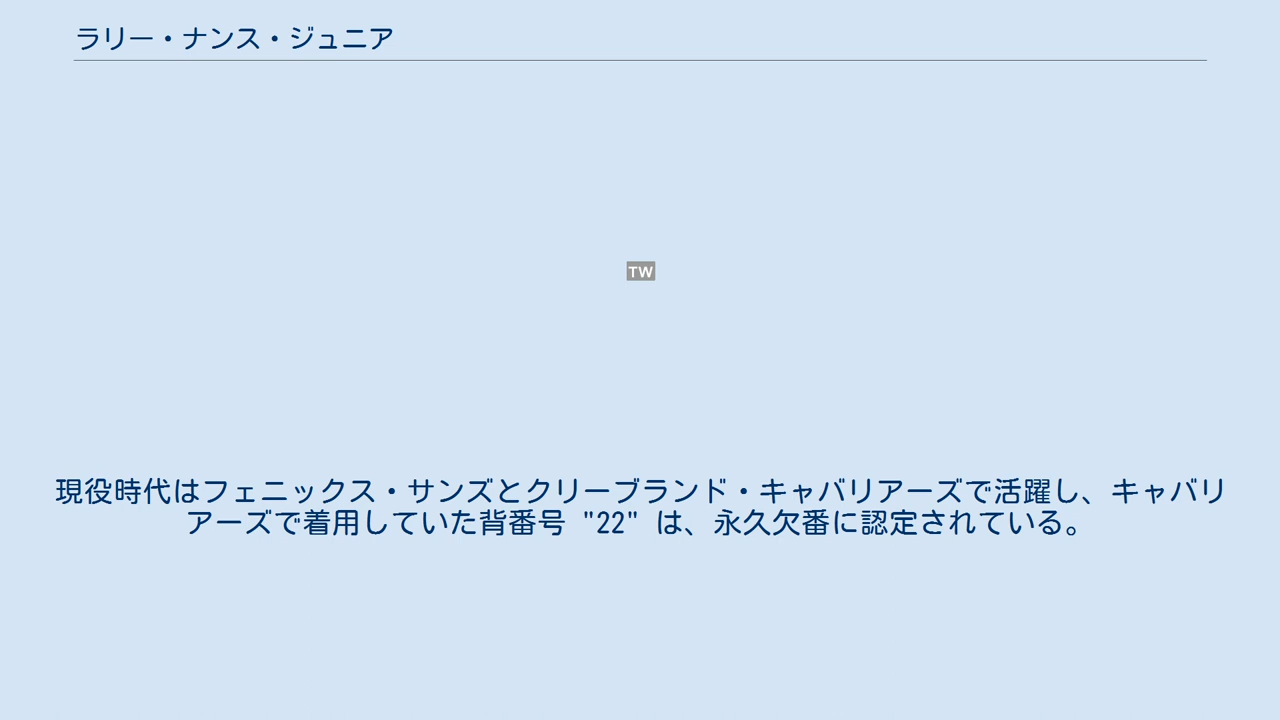 ラリー・ナンス・ジュニア
TW
現役時代はフェニックス・サンズとクリーブランド・キャバリアーズで活躍し、キャバリ
アーズで着用していた背番号 "22" は、永久欠番に認定されている。